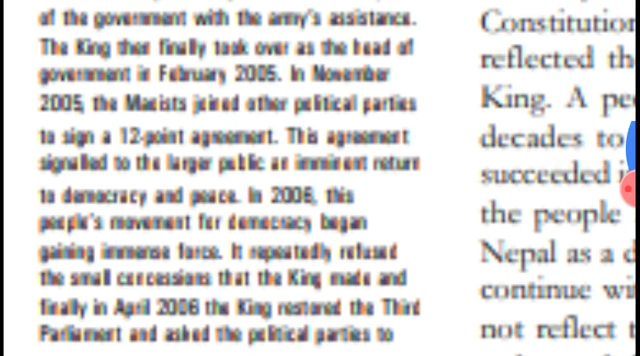 of the government with the army's assistance.
The King then finally took over as the head of
government in February 2005. In November
2005, the Maoists joined other political parties
to sign a 12-point agreement. This agreement
signalled to the larger public an imminent return
to democracy and peace. In 2006, this
people's movement for democracy began
gaining immense force. It repeatedly refused
the small concessions that the King made and
finally in April 2006 the King restored the Third
Parliament and asked the political parties to
Constitution
reflected th
King. A pe
decades to
succeeded i
the people
Nepal as a d
continue wi
not reflect t